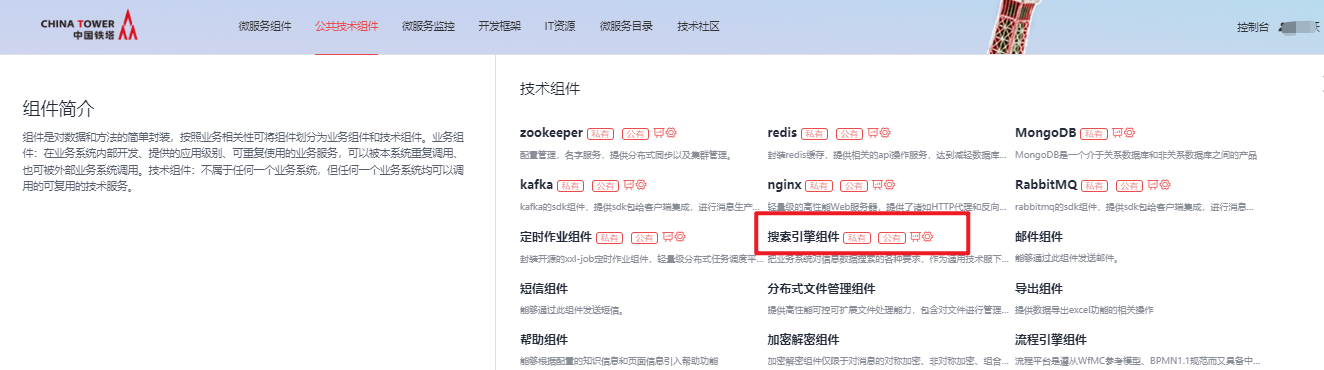 CHINA TOWER
中国铁塔
微服务组件 公共技术组件 微服务监控 开发框架 IT资源 微服务目录 技术社区 控制台
组件简介
组件是对数据和方法的简单封装，按照业务相关性可将组件划分为业务组件和技术组件。业务组
件：在业务系统内部开发、提供的应用级别、可重复使用的业务服务，可以被本系统重复调用、
也可被外部业务系统调用。技术组件：不属于任何一个业务系统，但任何一个业务系统均可以调
用的可复用的技术服务。
技术组件
zookeeper 私有 公有
配置管理，名字服务，提供分布式同步以及集群管理。
redis 私有 公有
封装redis缓存，提供相关的api操作服务，达到减轻数据库...
MongoDB 私有 公有
MongoDB是一个介于关系数据库和非关系数据库之间的产品
kafka 私有 公有
kafka的sdk组件，提供sdk包给客户端集成，进行消息生产...
nginx 私有 公有
轻量级的高性能Web服务器，提供了诸如HTTP代理和反向...
RabbitMQ 私有 公有
rabbitmq的sdk组件，提供sdk包给客户端集成，进行消息...
定时作业组件 私有 公有
封装开源的xxl-job定时作业组件，轻量级分布式任务调度平...
搜索引擎组件 私有 公有
把业务系统对信息数据搜索的各种要求，作为通用技术服下...
邮件组件
能够通过此组件发送邮件。
短信组件
能够通过此组件发送短信。
分布式文件管理组件
提供高性能可控可扩展文件处理能力，包含对文件进行管理...
导出组件
提供数据导出excel功能的相关操作
帮助组件
能够根据配置的知识信息和页面信息引入帮助功能
加密解密组件
加密解密组件仅限于对消息的对称加密、非对称加密、组合...
流程引擎组件
流程平台是遵从WfMC参考模型、BPMN1.1规范而又具备中...